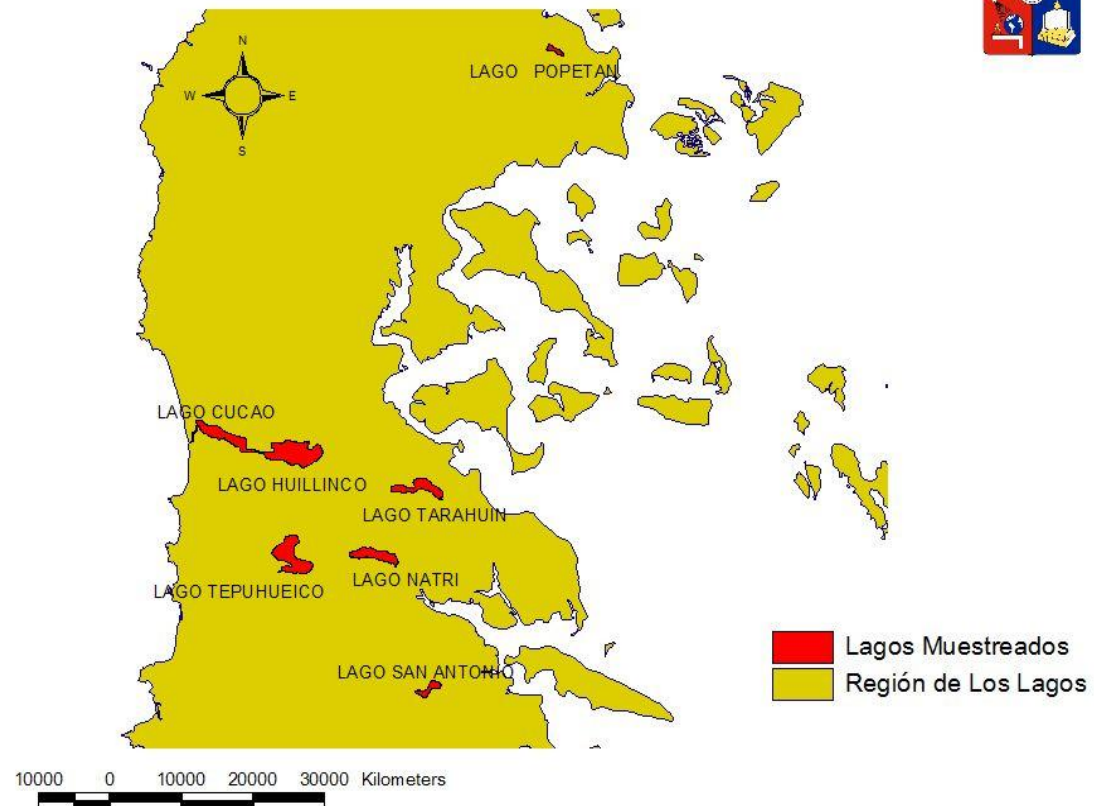 N
W E
S
LAGO POPETAN
LAGO CUCAO
LAGO HUILLINCO
LAGO TARAHUIN
LAGO NATRI
LAGO TEPUHUEICO
LAGO SAN ANTONIO
Lagos Muestreados
Región de Los Lagos
10000 0 10000 20000 30000 Kilometers